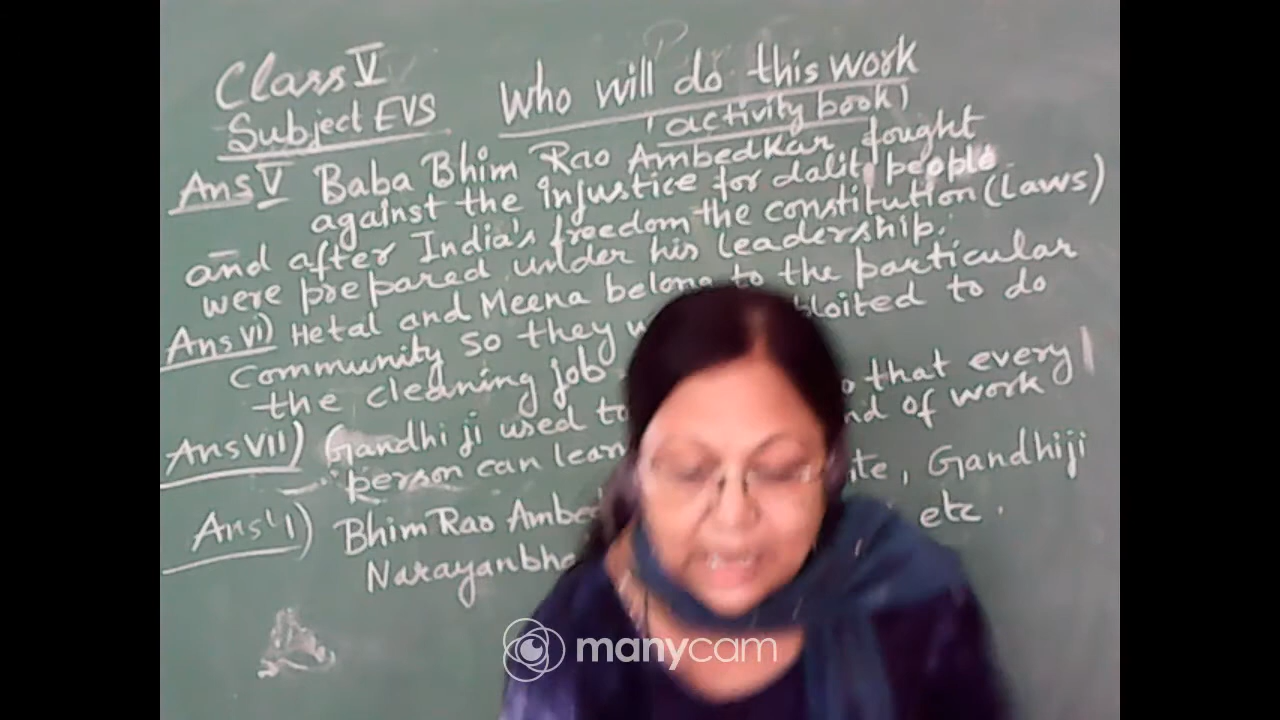 Class V
Subject EVS
Who will do this work
(activity book)
Ans V Baba Bhim Rao Ambedkar fought
against the injustice for dalit people
and after India's freedom the constitution (Laws)
were prepared under his leadership.
Ans VI) Hetal and Meena belong to the particular
community so they bloited to do
the cleaning job
Ans VII) Gandhi ji used to o that every
person can lear nd of work
Ans'1) Bhim Rao Ambed te, Gandhiji
Narayanbha etc.
manycam